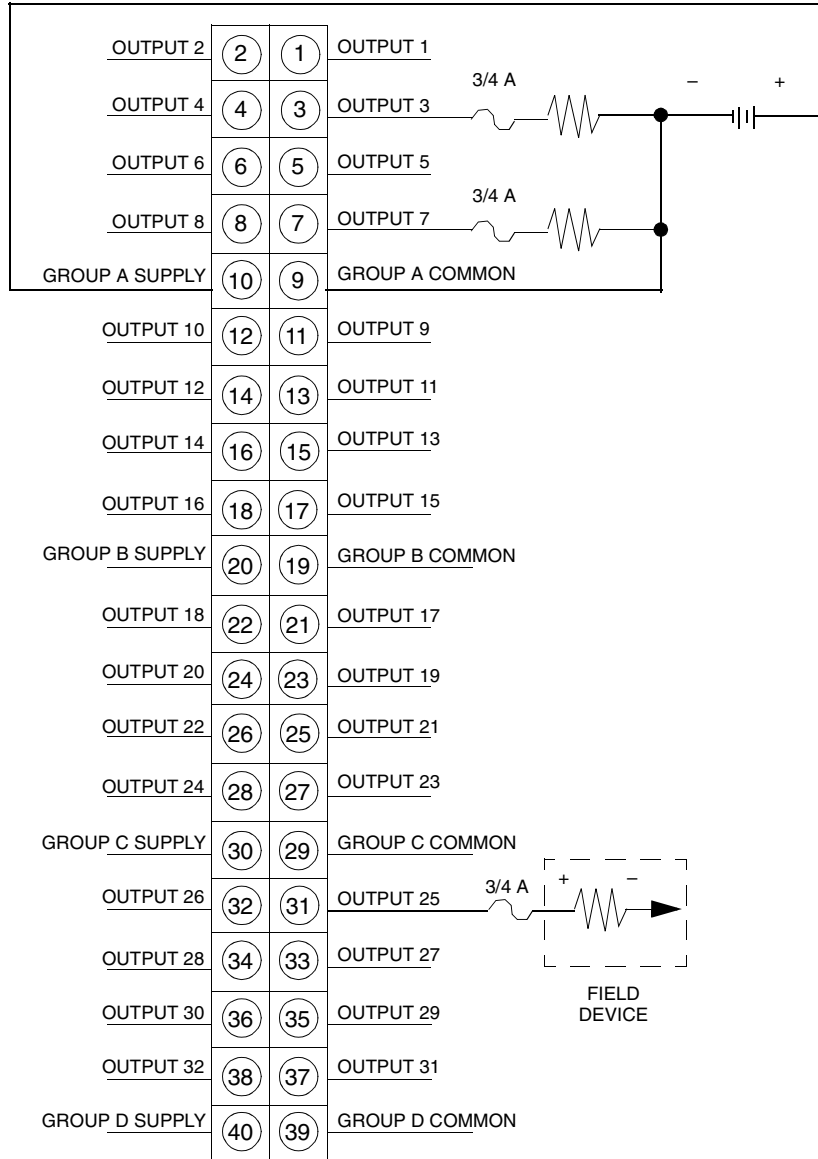 OUTPUT 2 2 1 OUTPUT 1
3/4 A – +
OUTPUT 4 4 3 OUTPUT 3
OUTPUT 6 6 5 OUTPUT 5
3/4 A
OUTPUT 8 8 7 OUTPUT 7
GROUP A SUPPLY 10 9 GROUP A COMMON
OUTPUT 10 12 11 OUTPUT 9
OUTPUT 12 14 13 OUTPUT 11
OUTPUT 14 16 15 OUTPUT 13
OUTPUT 16 18 17 OUTPUT 15
GROUP B SUPPLY 20 19 GROUP B COMMON
OUTPUT 18 22 21 OUTPUT 17
OUTPUT 20 24 23 OUTPUT 19
OUTPUT 22 26 25 OUTPUT 21
OUTPUT 24 28 27 OUTPUT 23
GROUP C SUPPLY 30 29 GROUP C COMMON
OUTPUT 26 32 31 OUTPUT 25 3/4 A + –
OUTPUT 28 34 33 OUTPUT 27
FIELD
DEVICE
OUTPUT 30 36 35 OUTPUT 29
OUTPUT 32 38 37 OUTPUT 31
GROUP D SUPPLY 40 39 GROUP D COMMON